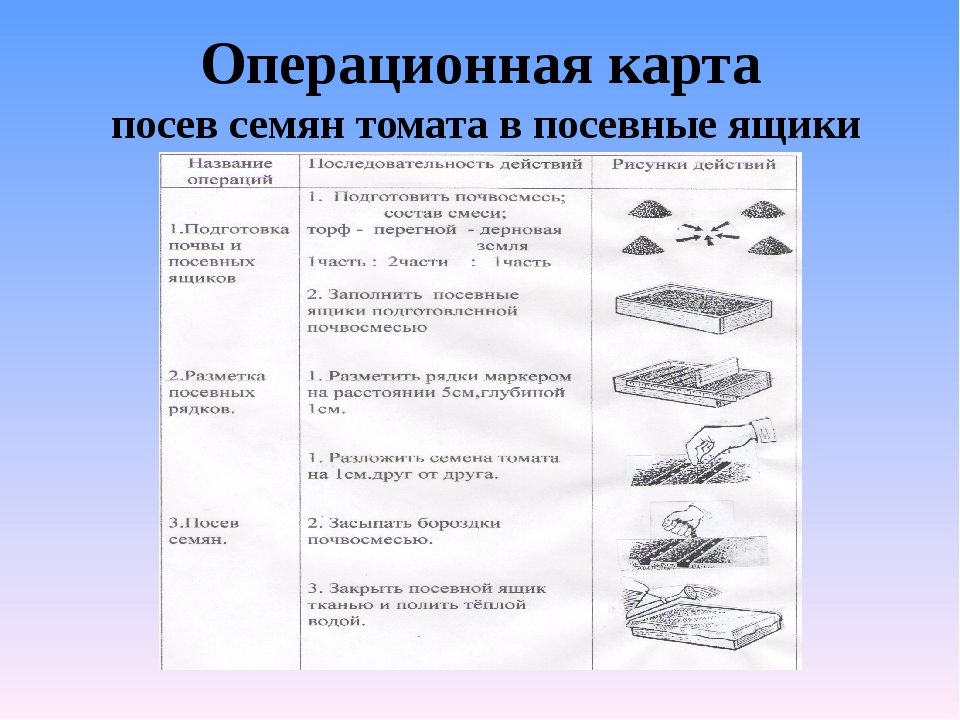 Операционная карта
посев семян томата в посевные ящики
Название
операций
Последовательность действий
Рисунки действий
1.Подготовка
почвы и
посевных
ящиков
1. Подготовить почвосмесь;
состав смеси;
торф - перегной - дерновая
земля
1часть : 2части : 1часть
2. Заполнить посевные
ящики подготовленной
почвосмесью
2.Разметка
посевных
рядков.
1. Разметить рядки маркером
на расстоянии 5см,глубиной
1см.
3.Посев
семян.
1. Разложить семена томата
на 1см.друг от друга.
2. Засыпать бороздки
почвосмесью.
3. Закрыть посевной ящик
тканью и полить тёплой
водой.